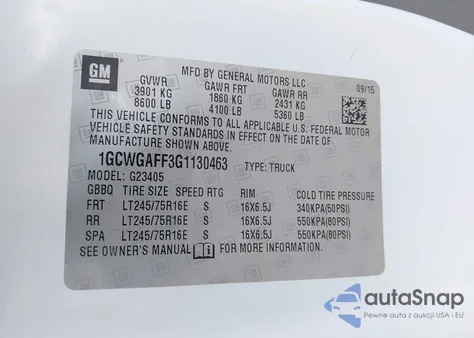 GM
MFD BY GENERAL MOTORS LLC
09/15
GVWR GAWR FRT GAWR RR
3901 KG 1860 KG 2431 KG
8600 LB 4100 LB 5360 LB
THIS VEHICLE CONFORMS TO ALL APPLICABLE U.S. FEDERAL MOTOR
VEHICLE SAFETY STANDARDS IN EFFECT ON THE DATE OF
MANUFACTURE SHOWN ABOVE.
1GCWGAFF3G1130463 TYPE: TRUCK
MODEL: G23405
GBBQ TIRE SIZE SPEED RTG RIM COLD TIRE PRESSURE
FRT LT245/75R16E S 16X6.5J 340KPA(50PSI)
RR LT245/75R16E S 16X6.5J 550KPA(80PSI)
SPA LT245/75R16E S 16X6.5J 550KPA(80PSI)
SEE OWNER'S MANUAL FOR MORE INFORMATION.
autoSnap
Pewne auta z aukcji USA i EU